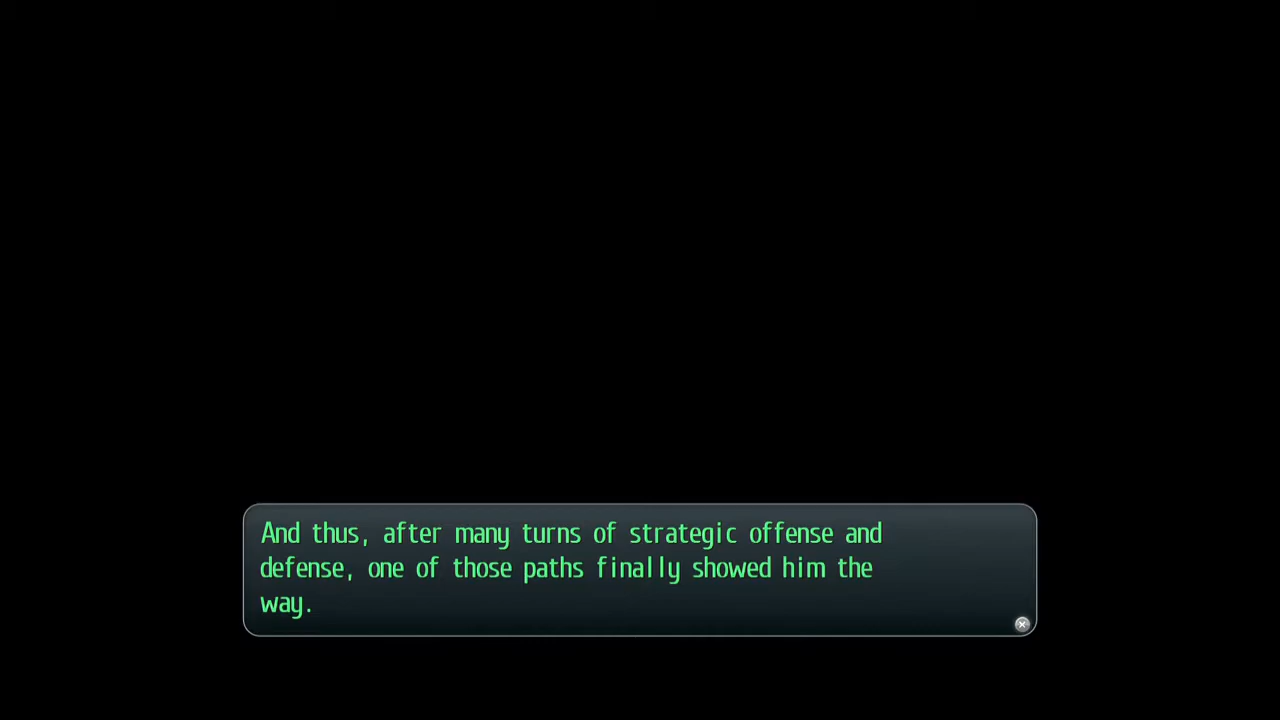 And thus, after many turns of strategic offense and
defense, one of those paths finally showed him the
way.